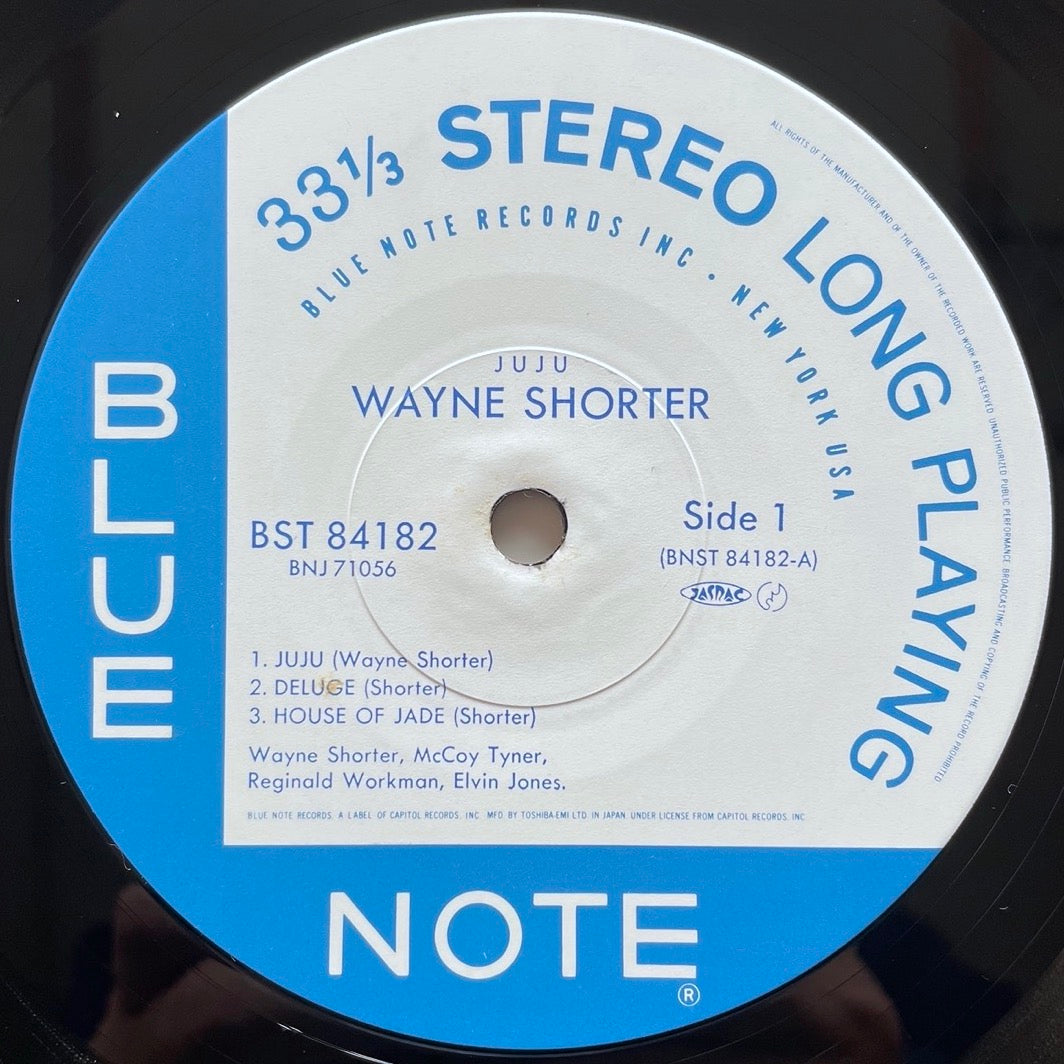 33⅓ STEREO LONG PLAYING
BLUE NOTE RECORDS INC • NEW YORK USA
ALL RIGHTS OF THE MANUFACTURER AND OF THE OWNER OF THE RECORDED WORK ARE RESERVED. UNAUTHORIZED PUBLIC PERFORMANCE BROADCASTING AND COPYING OF THE RECORD PROHIBITED
JUJU
WAYNE SHORTER
BST 84182
BNJ 71056
Side 1
(BNST 84182-A)
JASRAC
1. JUJU (Wayne Shorter)
2. DELUGE (Shorter)
3. HOUSE OF JADE (Shorter)
Wayne Shorter, McCoy Tyner,
Reginald Workman, Elvin Jones.
BLUE NOTE RECORDS. A LABEL OF CAPITOL RECORDS, INC. MFD. BY TOSHIBA-EMI LTD. IN JAPAN. UNDER LICENSE FROM CAPITOL RECORDS, INC.
BLUE
NOTE
®